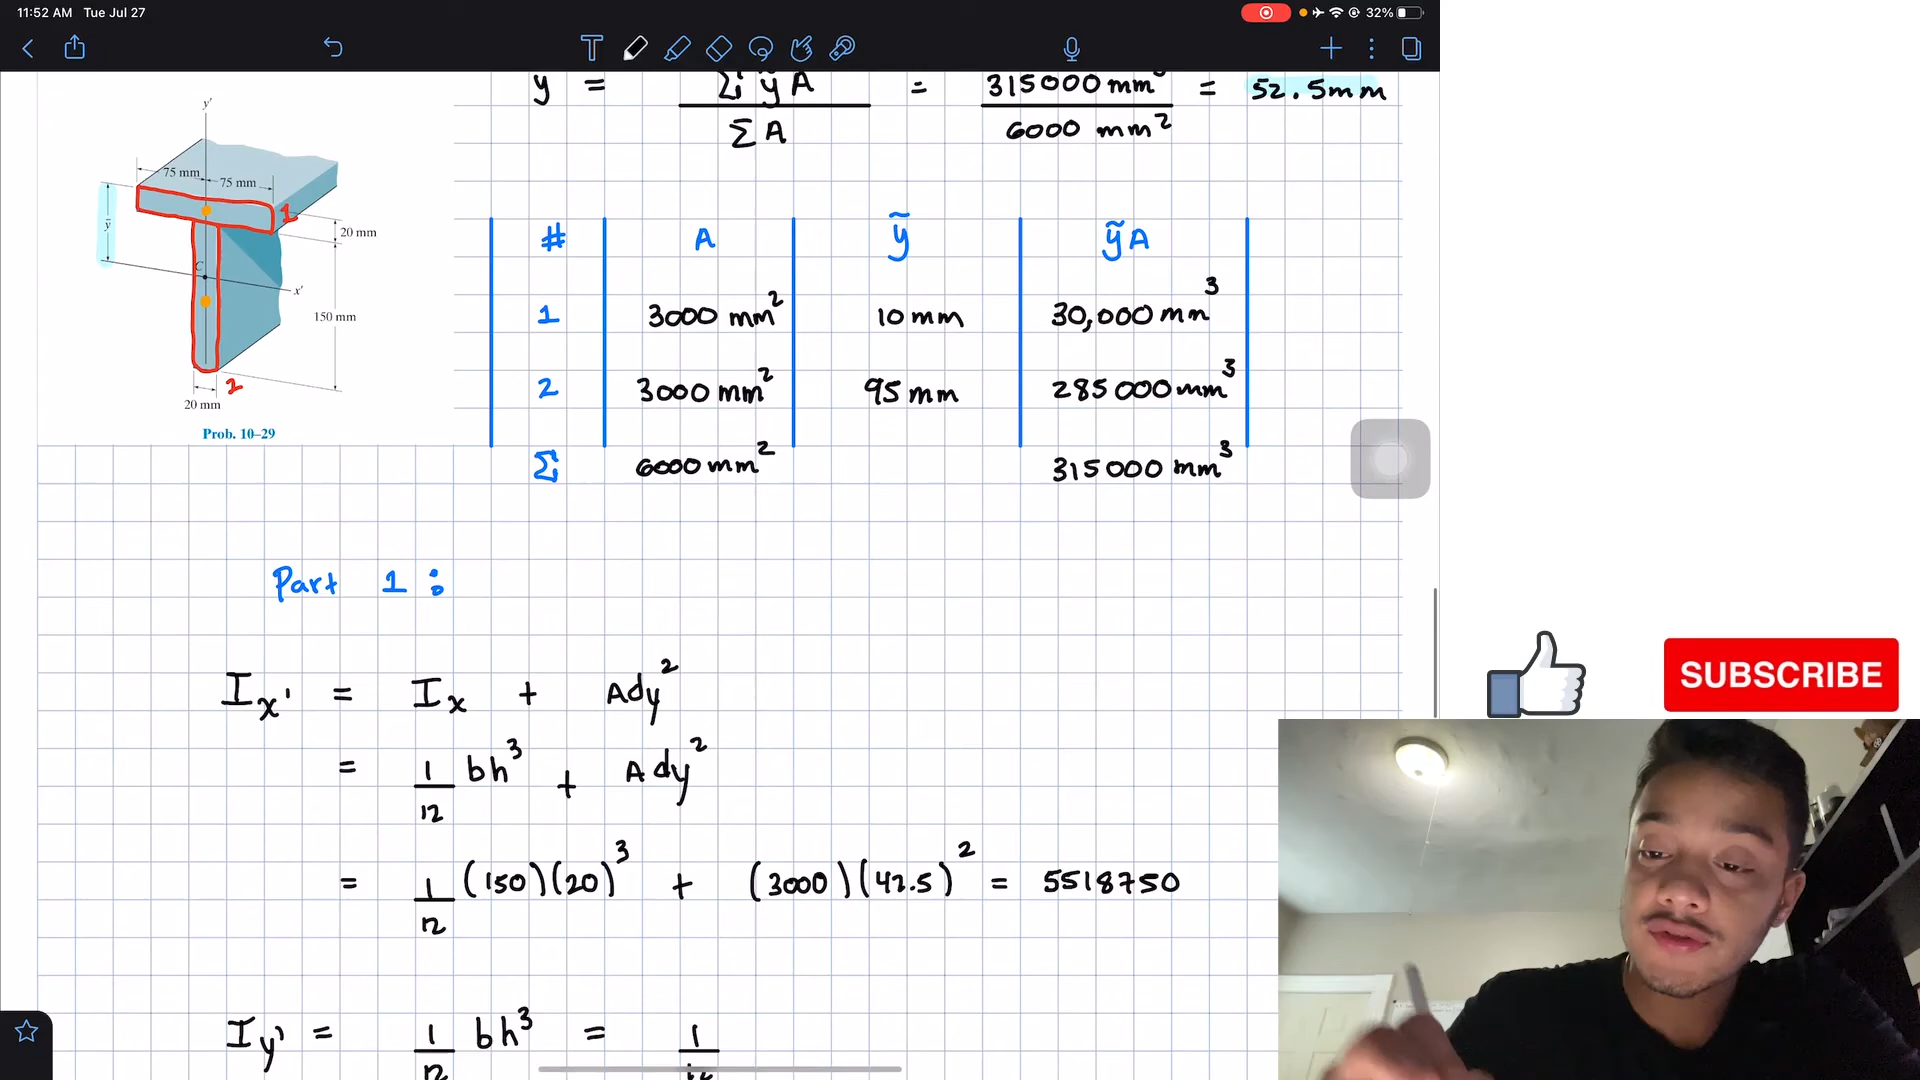 11:52 AM Tue Jul 27
32%
T
y = Σ ỹ A / Σ A = 315000 mm³ / 6000 mm² = 52.5mm
y'
75 mm
75 mm
1
ȳ
20 mm
C
x'
150 mm
2
20 mm
Prob. 10–29
# A ỹ ỹA
1 3000 mm² 10 mm 30,000 mm³
2 3000 mm² 95 mm 285 000 mm³
Σ 6000 mm² 315 000 mm³
Part 1 :
Ix' = Ix + Ady²
= 1/12 bh³ + Ady²
= 1/12 (150)(20)³ + (3000)(42.5)² = 5518750
Iy' = 1/12 bh³ = 1/12
SUBSCRIBE